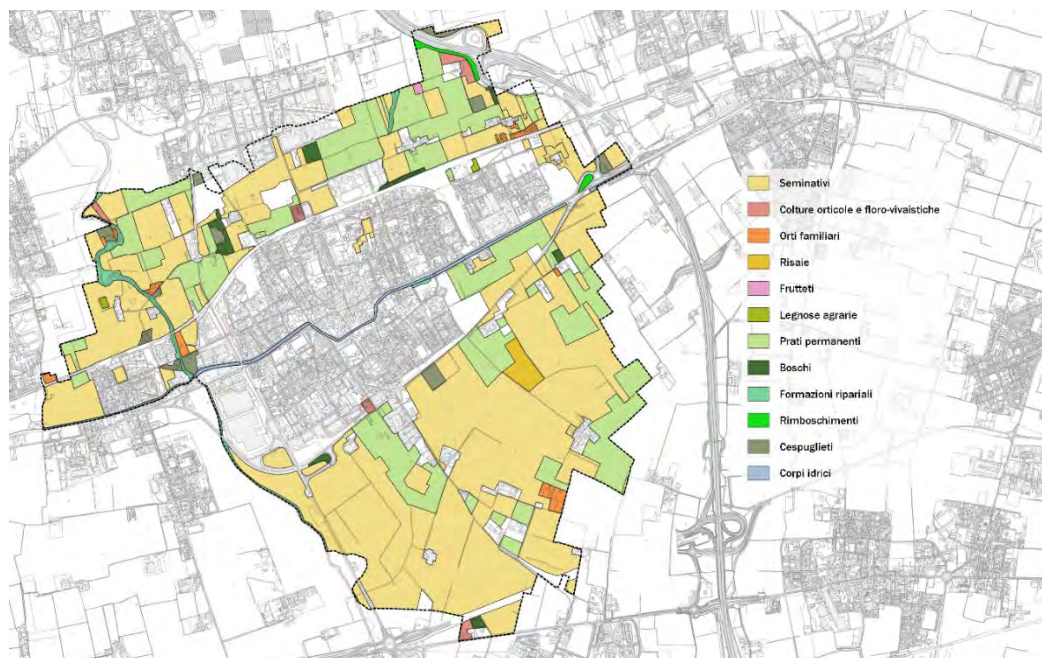 Seminativi
Colture orticole e floro-vivaistiche
Orti familiari
Risaie
Frutteti
Legnose agrarie
Prati permanenti
Boschi
Formazioni ripariali
Rimboschimenti
Cespuglieti
Corpi idrici